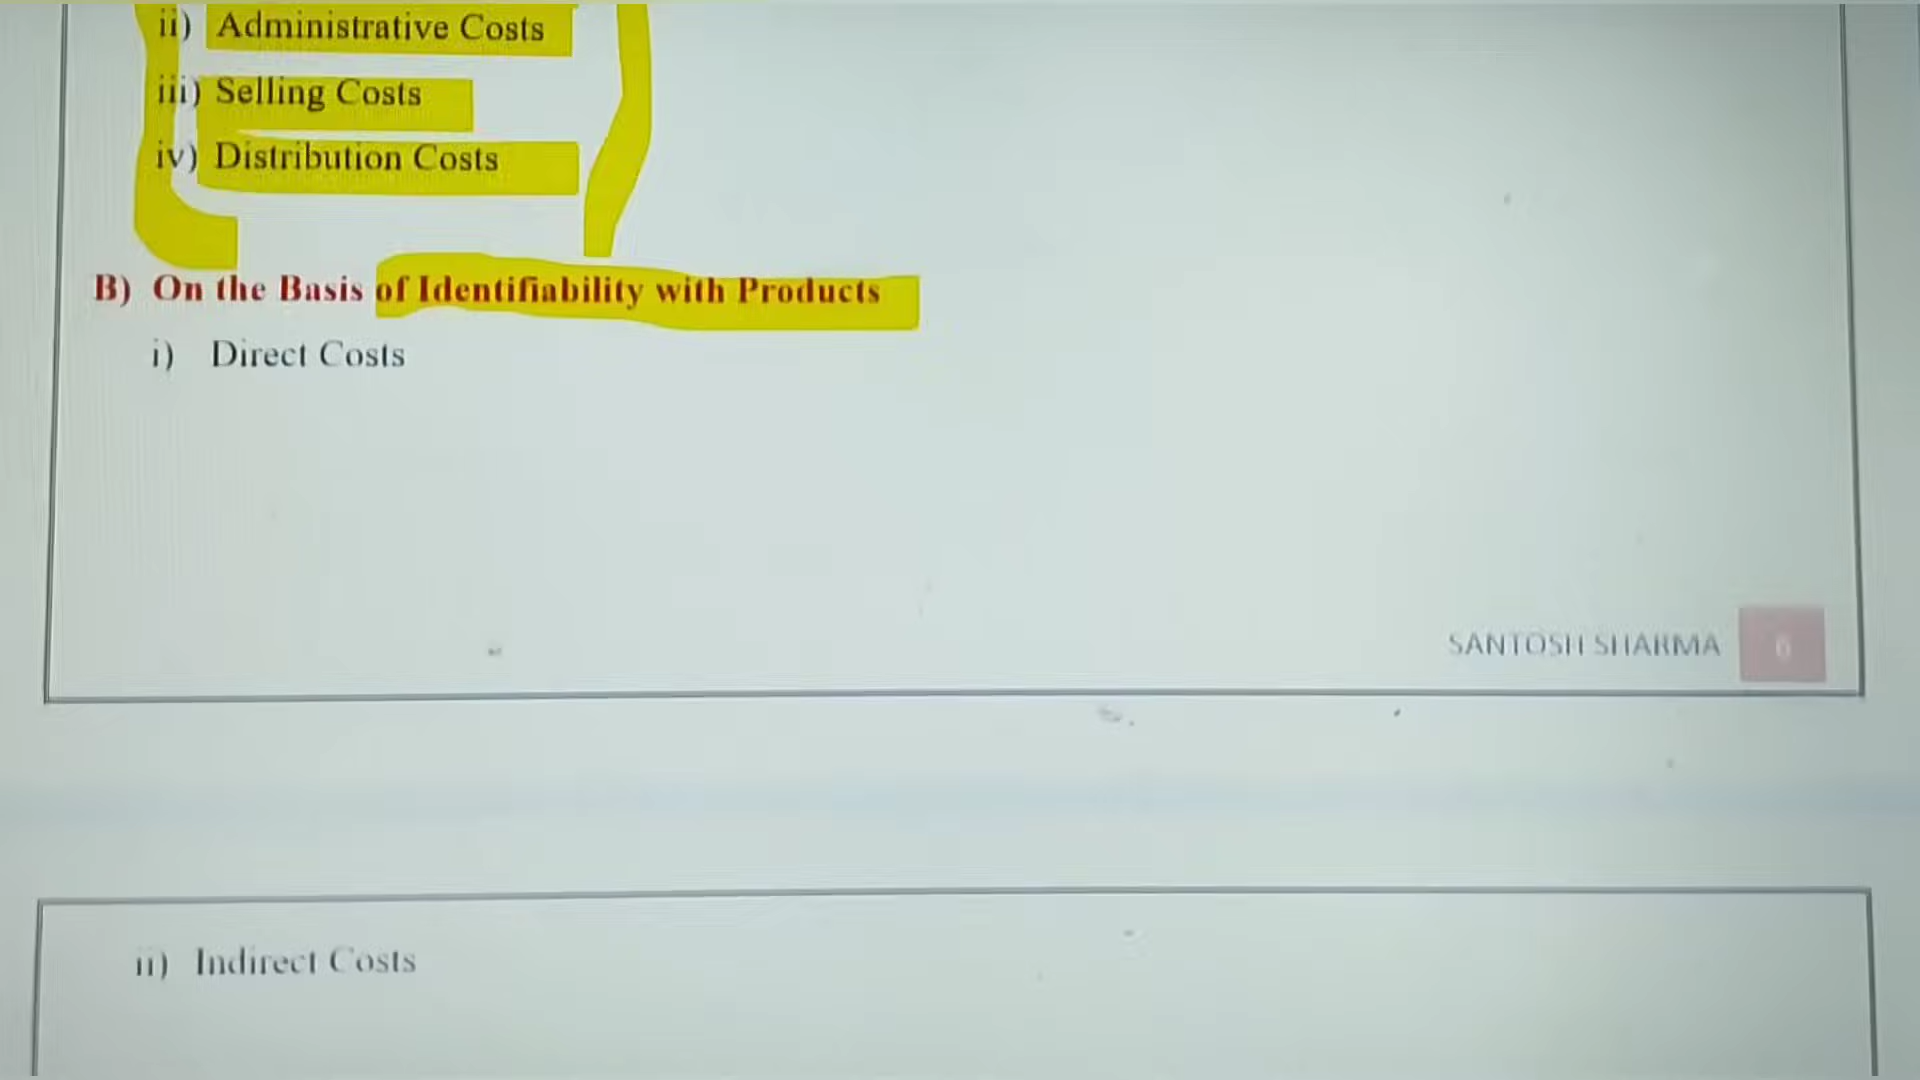 ii) Administrative Costs
iii) Selling Costs
iv) Distribution Costs
B) On the Basis of Identifiability with Products
i) Direct Costs
SANTOSH SHARMA
ii) Indirect Costs